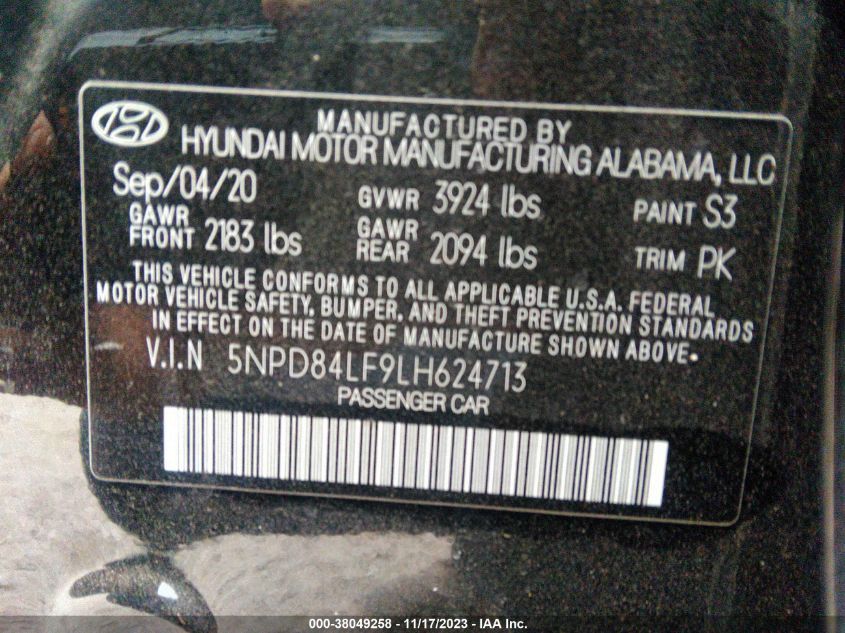 MANUFACTURED BY
HYUNDAI MOTOR MANUFACTURING ALABAMA, LLC
Sep/04/20 GVWR 3924 lbs PAINT S3
GAWR FRONT 2183 lbs GAWR REAR 2094 lbs TRIM PK
THIS VEHICLE CONFORMS TO ALL APPLICABLE U.S.A. FEDERAL
MOTOR VEHICLE SAFETY, BUMPER, AND THEFT PREVENTION STANDARDS
IN EFFECT ON THE DATE OF MANUFACTURE SHOWN ABOVE.
V.I.N 5NPD84LF9LH624713
PASSENGER CAR
000-38049258 - 11/17/2023 - IAA Inc.